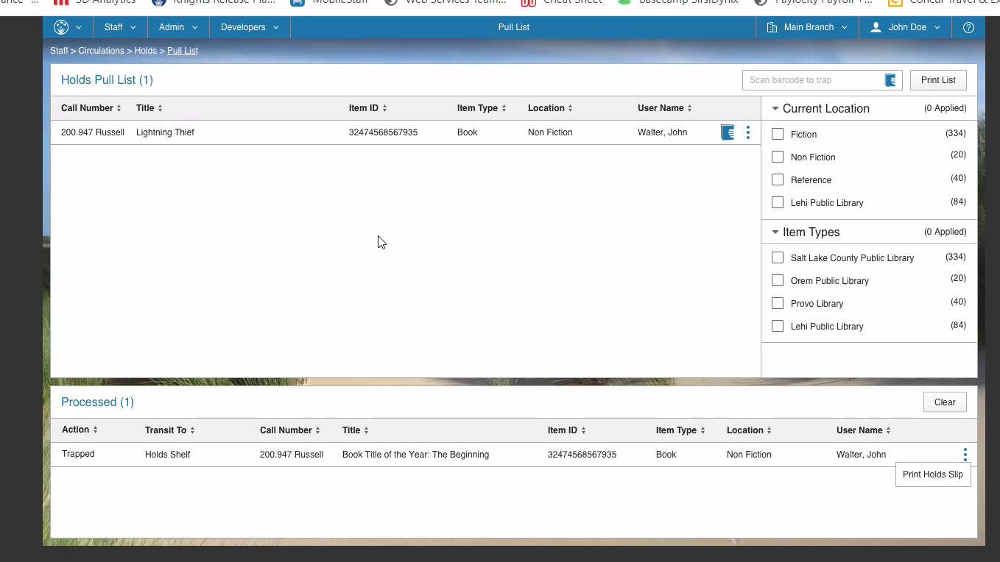 SD Analytics Knights Release Pla... MobileStaff Web Services Team... Cheat Sheet Basecamp SirsiDynix Paylocity Payroll +... Concur Travel & Ex
Staff Admin Developers Pull List Main Branch John Doe
Staff > Circulations > Holds > Pull List
Holds Pull List (1) Scan barcode to trap Print List
Call Number Title Item ID Item Type Location User Name
200.947 Russell Lightning Thief 32474568567935 Book Non Fiction Walter, John
Current Location (0 Applied)
Fiction (334)
Non Fiction (20)
Reference (40)
Lehi Public Library (84)
Item Types (0 Applied)
Salt Lake County Public Library (334)
Orem Public Library (20)
Provo Library (40)
Lehi Public Library (84)
Processed (1) Clear
Action Transit To Call Number Title Item ID Item Type Location User Name
Trapped Holds Shelf 200.947 Russell Book Title of the Year: The Beginning 32474568567935 Book Non Fiction Walter, John
Print Holds Slip